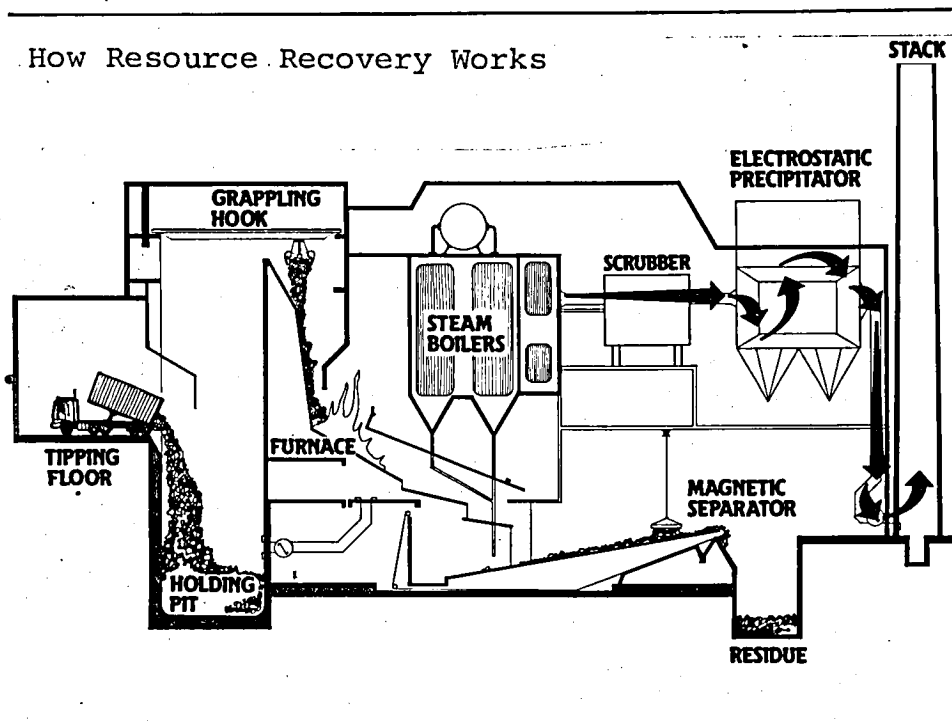 How Resource Recovery Works
STACK
ELECTROSTATIC
PRECIPITATOR
GRAPPLING
HOOK
SCRUBBER
STEAM
BOILERS
FURNACE
TIPPING
FLOOR
MAGNETIC
SEPARATOR
HOLDING
PIT
RESIDUE